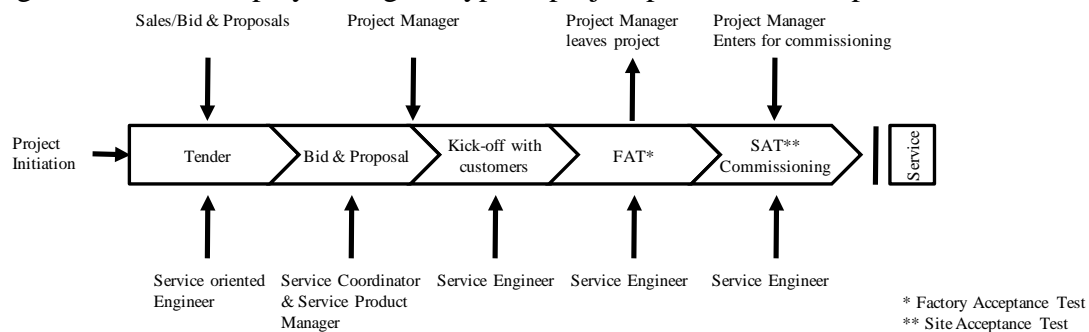 Sales/Bid & Proposals
Project Manager
Project Manager
leaves project
Project Manager
Enters for commissioning
Project
Initiation
Tender
Bid & Proposal
Kick-off with
customers
FAT*
SAT**
Commissioning
Service
Service oriented
Engineer
Service Coordinator
& Service Product
Manager
Service Engineer
Service Engineer
Service Engineer
* Factory Acceptance Test
** Site Acceptance Test